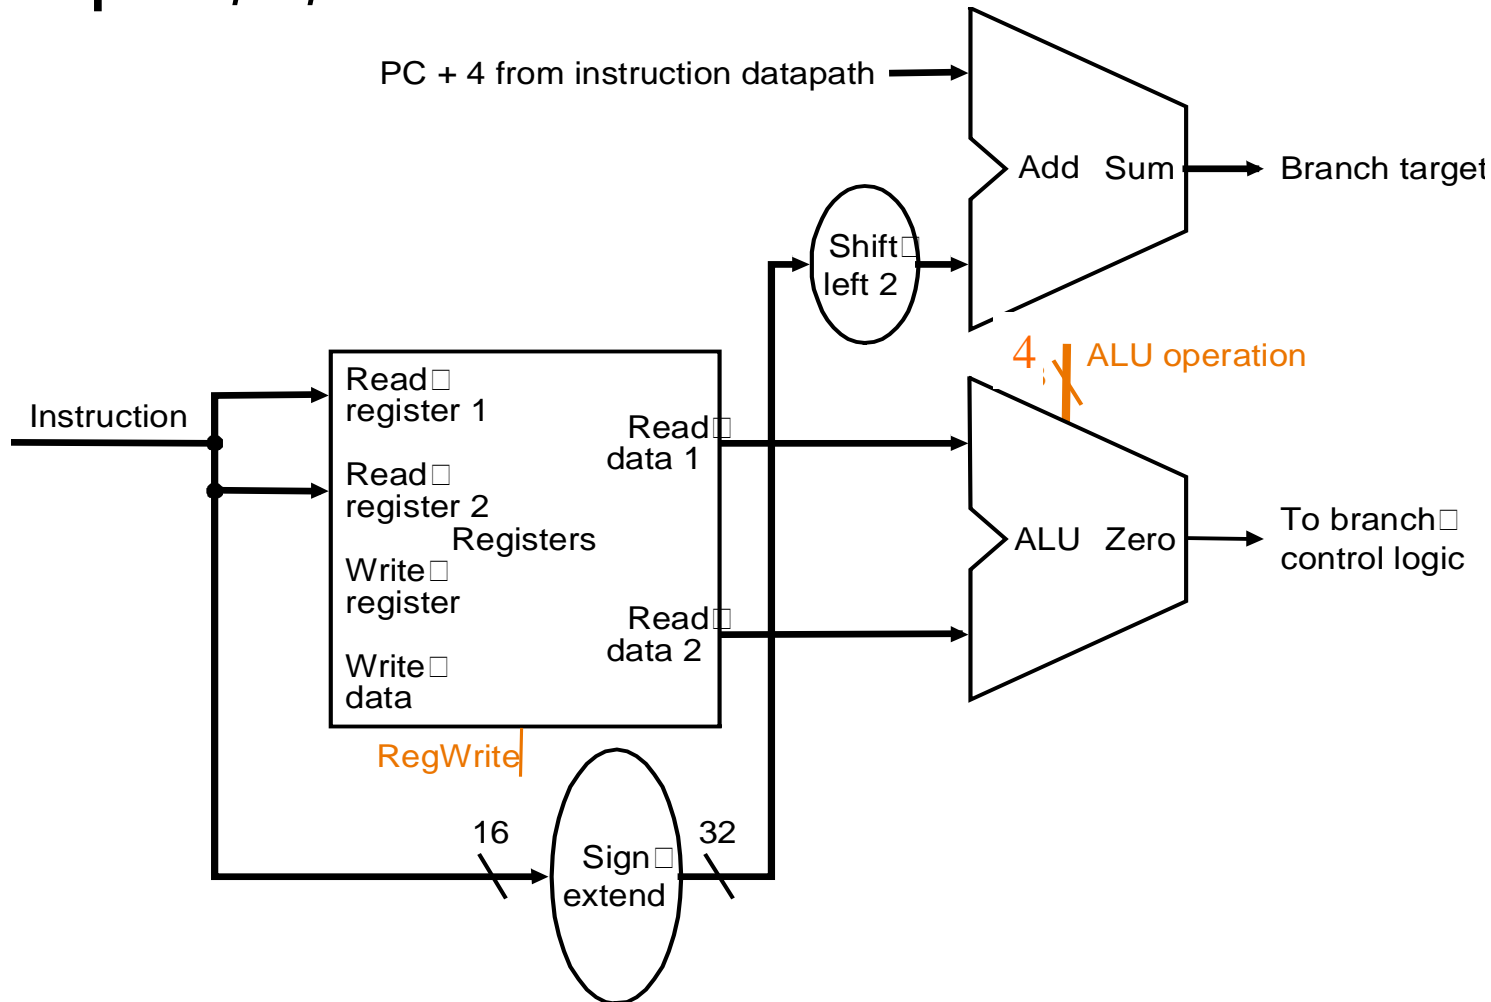 PC + 4 from instruction datapath
Add Sum
Branch target
Shift
left 2
4
ALU operation
Instruction
Read
register 1
Read
data 1
Read
register 2
Registers
ALU Zero
To branch
control logic
Write
register
Read
data 2
Write
data
RegWrite
16
32
Sign
extend